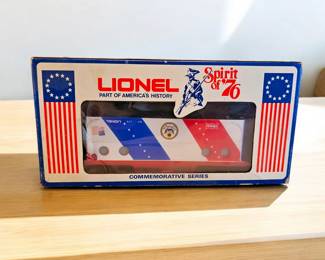 LIONEL
PART OF AMERICA'S HISTORY
Spirit
of '76
COMMEMORATIVE SERIES